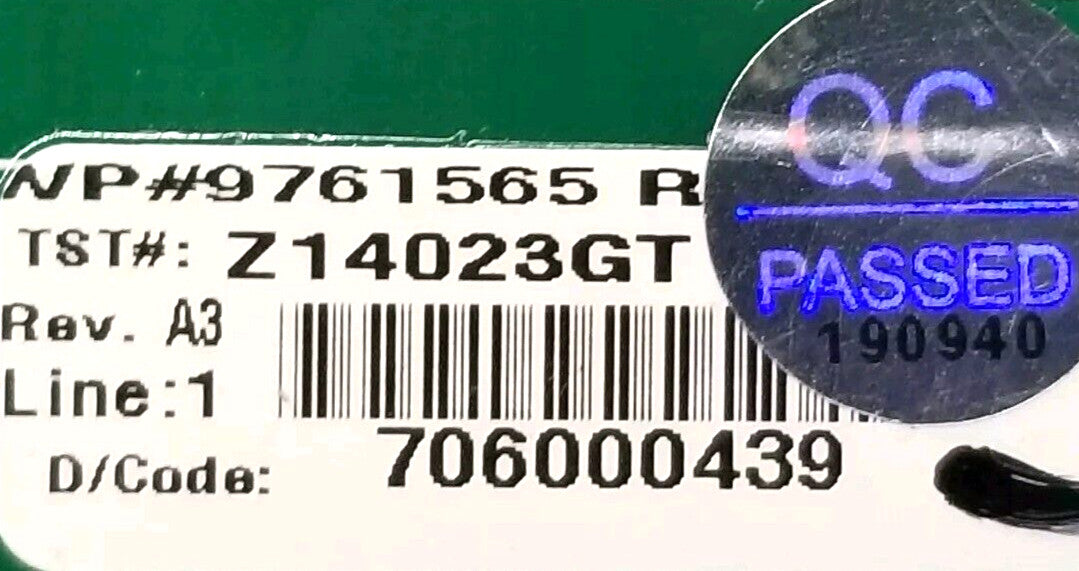 WP#9761565 R
TST#: Z14023GT
Rev. A3
Line:1
D/Code: 706000439
QC
PASSED
190940